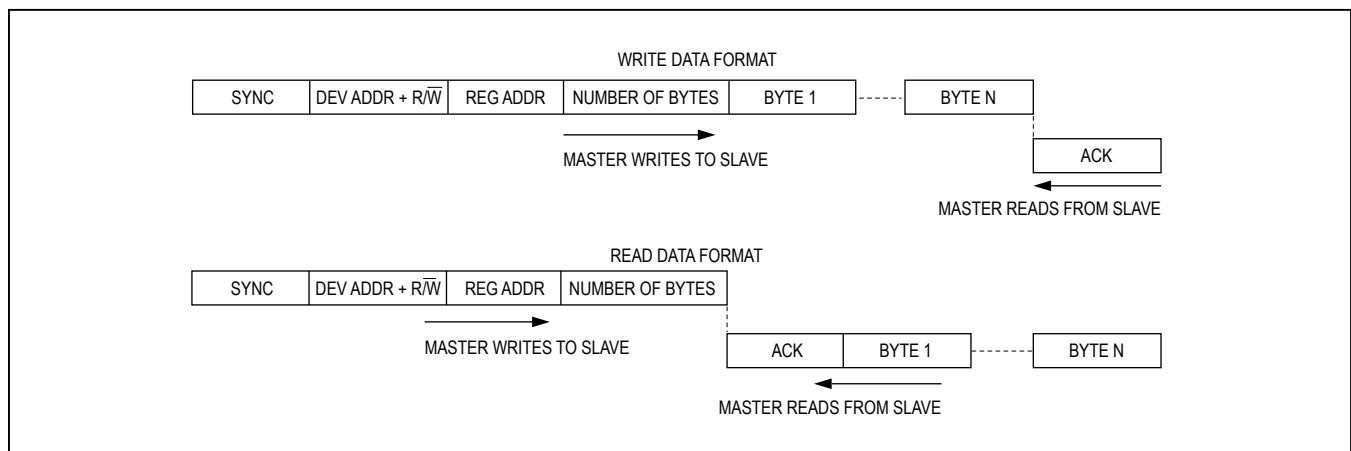 WRITE DATA FORMAT
SYNC DEV ADDR + R/W̅ REG ADDR NUMBER OF BYTES BYTE 1 BYTE N
MASTER WRITES TO SLAVE
ACK
MASTER READS FROM SLAVE
READ DATA FORMAT
SYNC DEV ADDR + R/W̅ REG ADDR NUMBER OF BYTES
MASTER WRITES TO SLAVE
ACK BYTE 1 BYTE N
MASTER READS FROM SLAVE